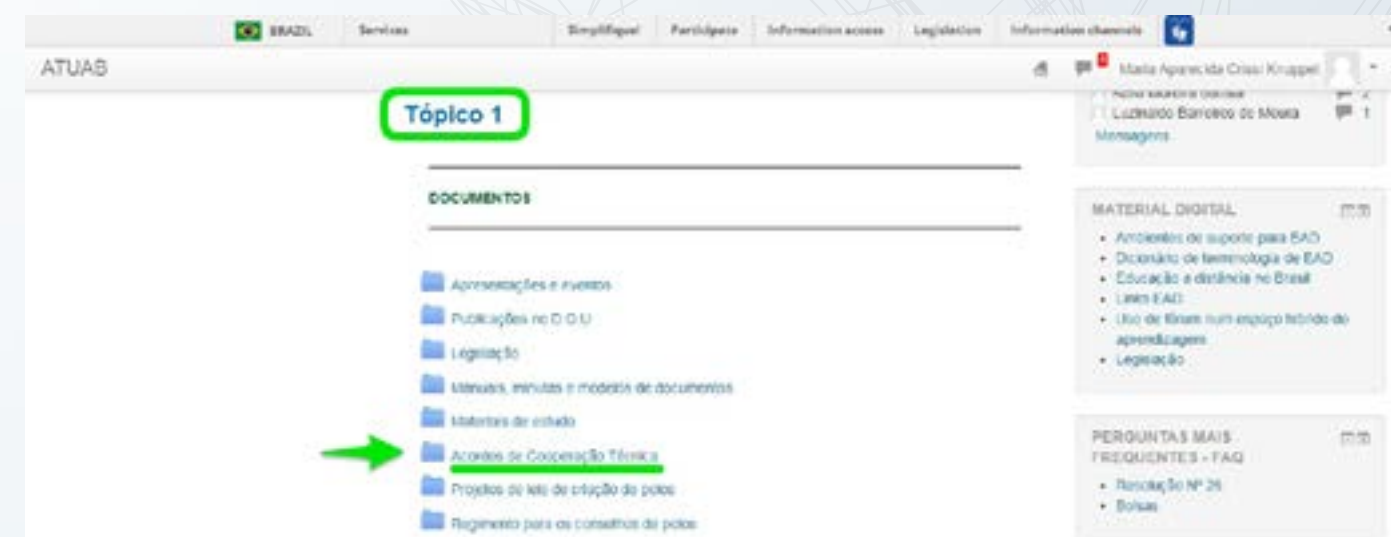 BRAZIL Services Simplifique! Participate Information access Legislation Information channels
ATUAB
Maria Aparecida Crissi Knuppel
Tópico 1
Barreiros de Moura 1
Mensagens
DOCUMENTOS
Apresentações e eventos
Publicações no D.O.U
Legislação
Manuais, minutas e modelos de documentos
Materiais de estudo
Acordos de Cooperação Técnica
Projetos de leis de criação de polos
Regimento para os conselhos de polos
MATERIAL DIGITAL
Ambientes de suporte para EAD
Dicionário de terminologia de EAD
Educação a distância no Brasil
Links EAD
Uso de fórum num espaço híbrido de
aprendizagem
Legislação
PERGUNTAS MAIS
FREQUENTES - FAQ
Resolução Nº 26
Bolsas